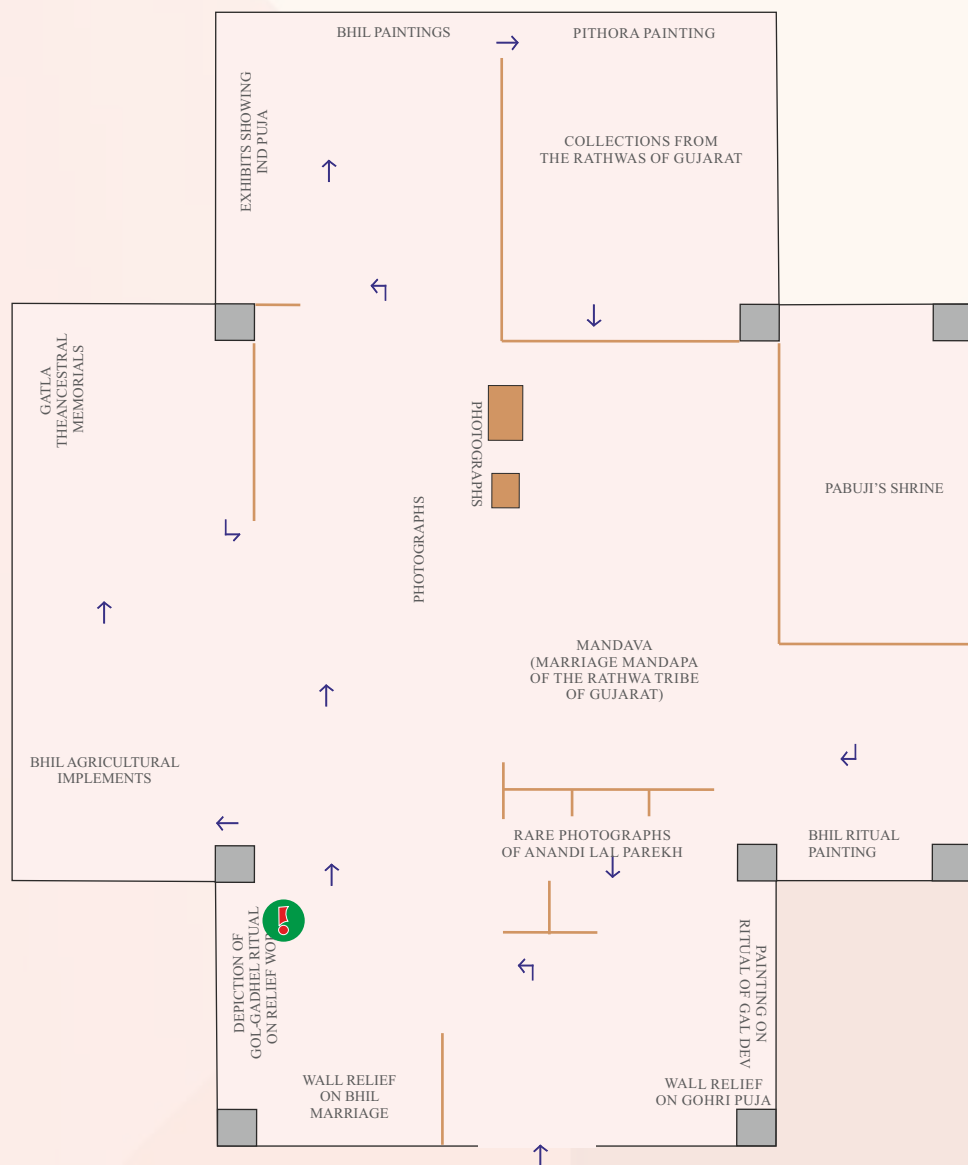 BHIL PAINTINGS
PITHORA PAINTING
EXHIBITS SHOWING
IND PUJA
COLLECTIONS FROM
THE RATHWAS OF GUJARAT
GATLA
THEANCESTRAL
MEMORIALS
PHOTOGRAPHS
PHOTOGRAPHS
PABUJI'S SHRINE
MANDAVA
(MARRIAGE MANDAPA
OF THE RATHWA TRIBE
OF GUJARAT)
BHIL AGRICULTURAL
IMPLEMENTS
RARE PHOTOGRAPHS
OF ANANDI LAL PAREKH
BHIL RITUAL
PAINTING
DEPICTION OF
GOL-GADHEL RITUAL
ON RELIEF
PAINTING ON
RITUAL OF GAL DEV
WALL RELIEF
ON BHIL
MARRIAGE
WALL RELIEF
ON GOHRI PUJA